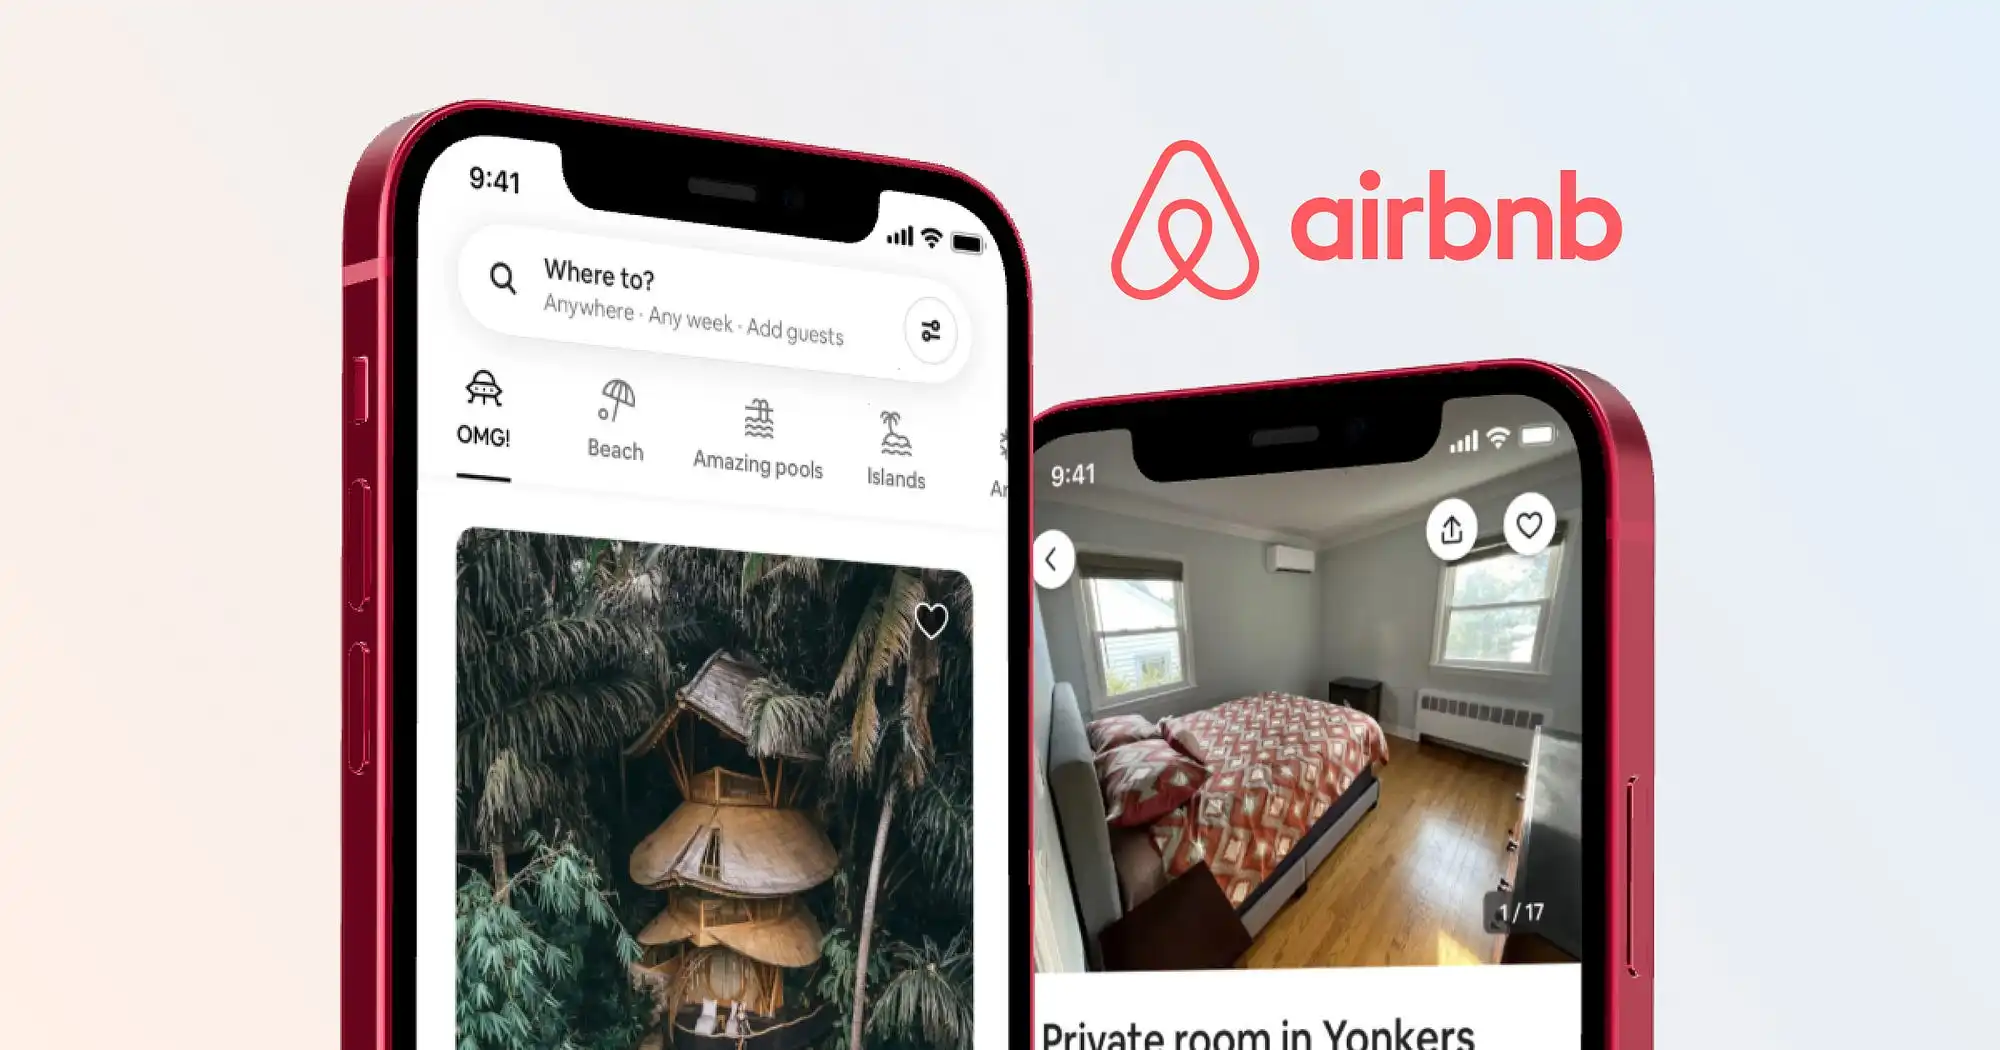 9:41
Where to?
Anywhere · Any week · Add guests
OMG!
Beach
Amazing pools
Islands
airbnb
9:41
1 / 17
Private room in Yonkers